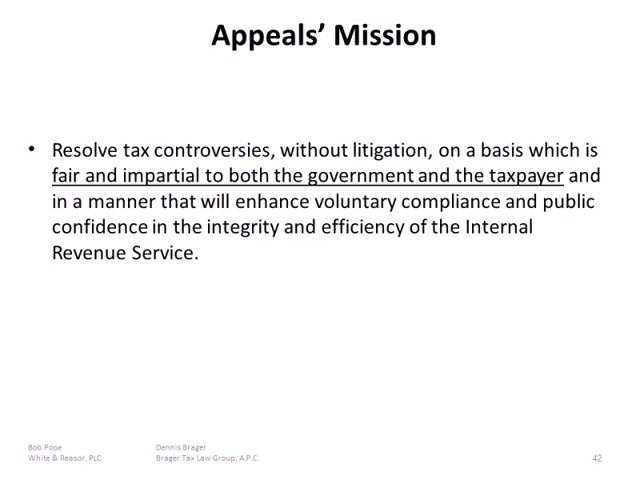 Appeals’ Mission
• Resolve tax controversies, without litigation, on a basis which is
fair and impartial to both the government and the taxpayer and
in a manner that will enhance voluntary compliance and public
confidence in the integrity and efficiency of the Internal
Revenue Service.
Bob Pope
White & Reasor, PLC
Dennis Brager
Brager Tax Law Group, A.P.C.
42